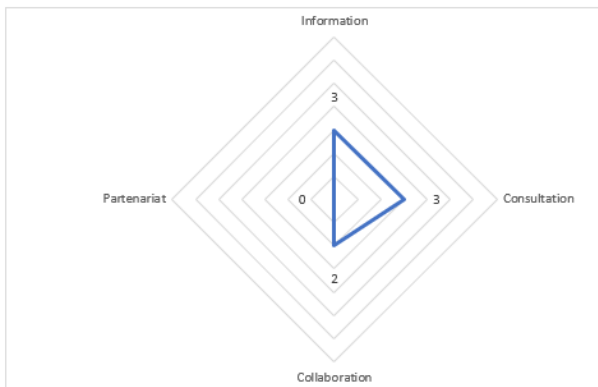 Information
3
Partenariat
0
3
Consultation
2
Collaboration